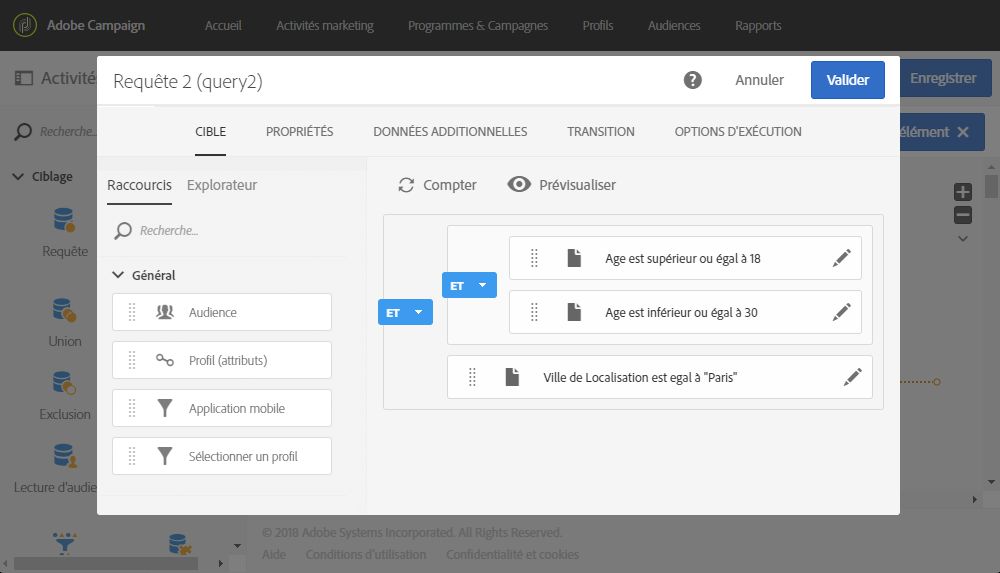 Adobe Campaign Accueil Activités marketing Programmes & Campagnes Profils Audiences Rapports
Activités
Enregistrer
Requête 2 (query2) ? Annuler Valider
Recherche...
élément ✕
CIBLE PROPRIÉTÉS DONNÉES ADDITIONNELLES TRANSITION OPTIONS D'EXÉCUTION
Ciblage
Requête
Union
Exclusion
Lecture d'audie
Raccourcis Explorateur
Recherche...
Général
Audience
Profil (attributs)
Application mobile
Sélectionner un profil
Compter Prévisualiser
Age est supérieur ou égal à 18
ET
ET
Age est inférieur ou égal à 30
Ville de Localisation est egal à "Paris"
© 2018 Adobe Systems Incorporated. All Rights Reserved.
Aide Conditions d'utilisation Confidentialité et cookies